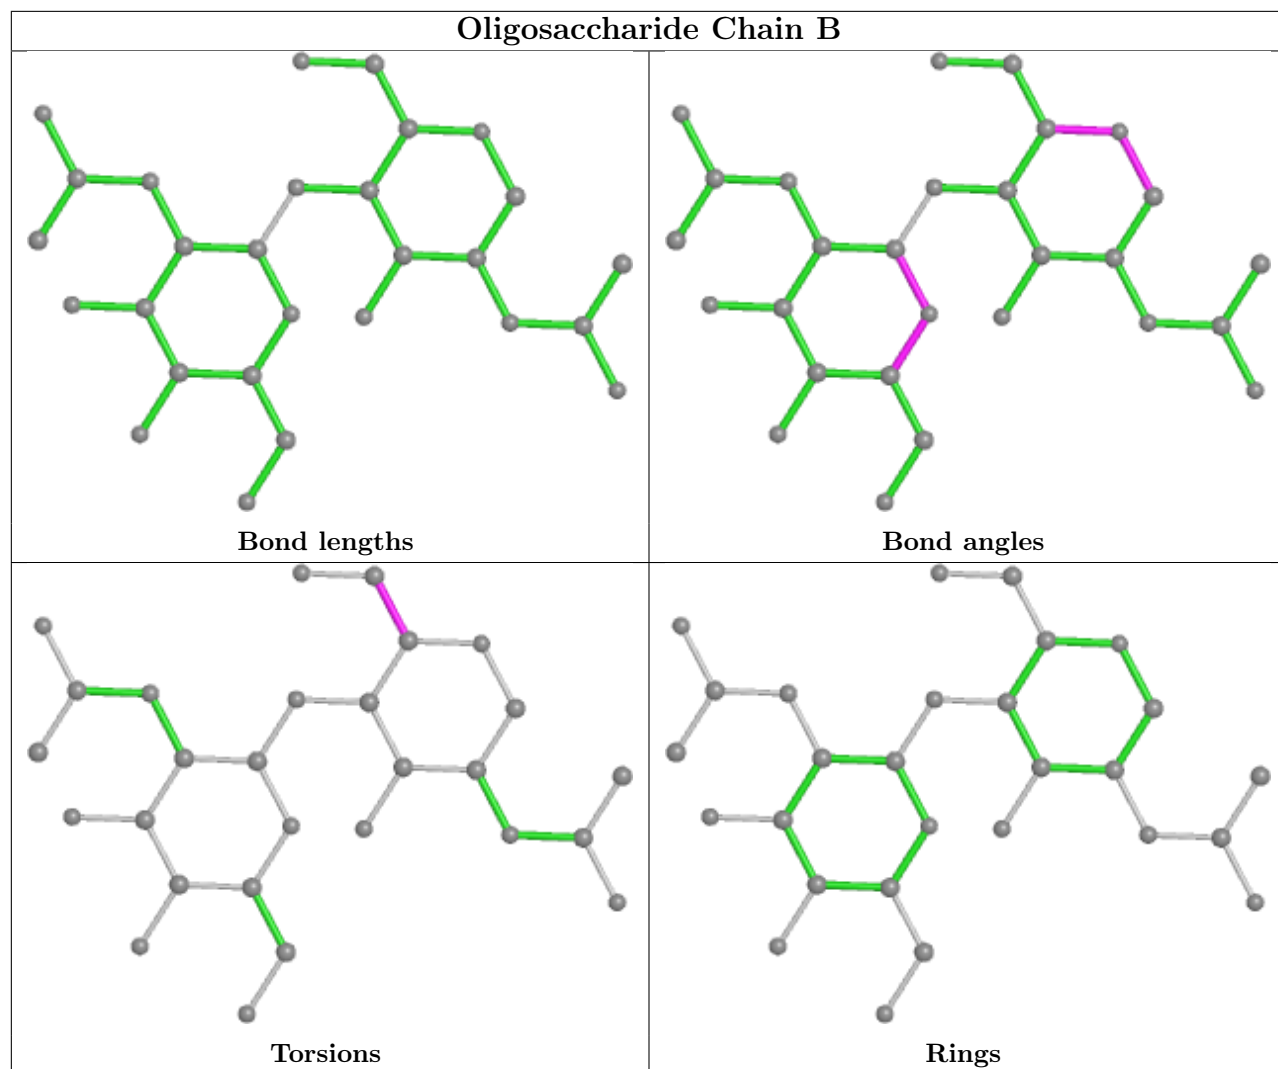 Oligosaccharide Chain B
Bond lengths
Bond angles
Torsions
Rings